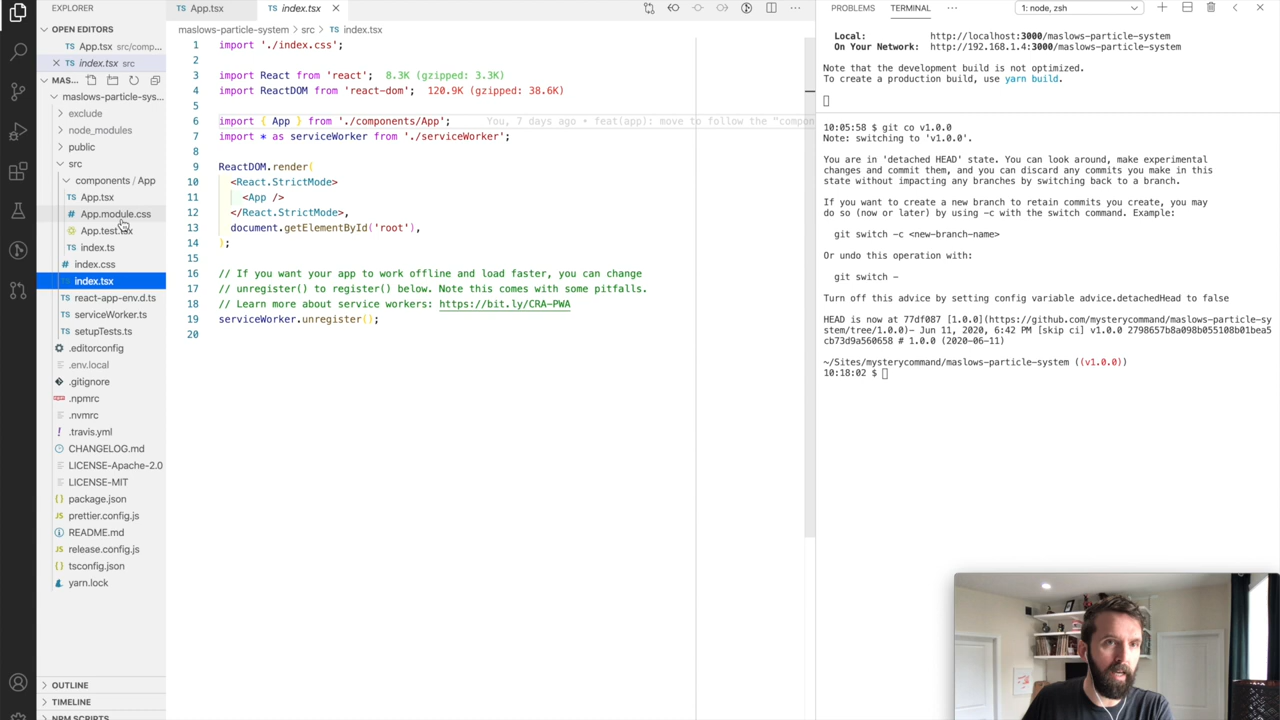 EXPLORER
OPEN EDITORS
App.tsx src/comp...
index.tsx src
MAS...
maslows-particle-sys...
exclude
node_modules
public
src
components / App
App.tsx
App.module.css
App.test.tsx
index.ts
index.css
index.tsx
react-app-env.d.ts
serviceWorker.ts
setupTests.ts
.editorconfig
.env.local
.gitignore
.npmrc
.nvmrc
.travis.yml
CHANGELOG.md
LICENSE-Apache-2.0
LICENSE-MIT
package.json
prettier.config.js
README.md
release.config.js
tsconfig.json
yarn.lock
OUTLINE
TIMELINE
NPM SCRIPTS
App.tsx
index.tsx
maslows-particle-system > src > index.tsx
1 import './index.css';
2
3 import React from 'react'; 8.3K (gzipped: 3.3K)
4 import ReactDOM from 'react-dom'; 120.9K (gzipped: 38.6K)
5
6 import { App } from './components/App'; You, 7 days ago • feat(app): move to follow the "compon
7 import * as serviceWorker from './serviceWorker';
8
9 ReactDOM.render(
10 <React.StrictMode>
11 <App />
12 </React.StrictMode>,
13 document.getElementById('root'),
14 );
15
16 // If you want your app to work offline and load faster, you can change
17 // unregister() to register() below. Note this comes with some pitfalls.
18 // Learn more about service workers: https://bit.ly/CRA-PWA
19 serviceWorker.unregister();
20
PROBLEMS TERMINAL ... 1: node, zsh
Local: http://localhost:3000/maslows-particle-system
On Your Network: http://192.168.1.4:3000/maslows-particle-system
Note that the development build is not optimized.
To create a production build, use yarn build.
10:05:58 $ git co v1.0.0
Note: switching to 'v1.0.0'.
You are in 'detached HEAD' state. You can look around, make experimental
changes and commit them, and you can discard any commits you make in this
state without impacting any branches by switching back to a branch.
If you want to create a new branch to retain commits you create, you may
do so (now or later) by using -c with the switch command. Example:
git switch -c <new-branch-name>
Or undo this operation with:
git switch -
Turn off this advice by setting config variable advice.detachedHead to false
HEAD is now at 77df087 [1.0.0](https://github.com/mysterycommand/maslows-particle-sy
stem/tree/1.0.0)- Jun 11, 2020, 6:42 PM [skip ci] v1.0.0 2798657b8a098b055108b01bea5
cb73d9a560658 # 1.0.0 (2020-06-11)
~/Sites/mysterycommand/maslows-particle-system ((v1.0.0))
10:18:02 $